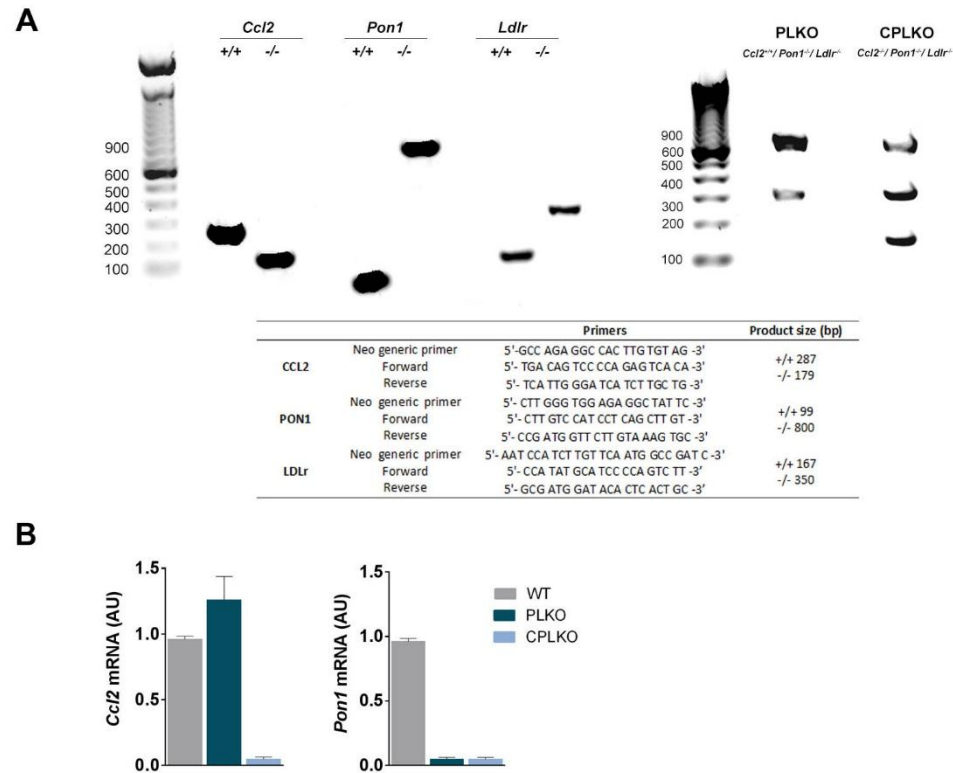 A
Ccl2 Pon1 Ldlr
+/+ -/- +/+ -/- +/+ -/-
900
600
500
400
300
200
100
PLKO CPLKO
Ccl2+/+/ Pon1-/-/ Ldlr-/- Ccl2-/-/ Pon1-/-/ Ldlr-/-
900
600
500
400
300
200
100
Primers Product size (bp)
CCL2
Neo generic primer 5'-GCC AGA GGC CAC TTG TGT AG -3'
Forward 5'-TGA CAG TCC CCA GAG TCA CA -3'
Reverse 5'-TCA TTG GGA TCA TCT TGC TG -3'
+/+ 287
-/- 179
PON1
Neo generic primer 5'-CTT GGG TGG AGA GGC TAT TC -3'
Forward 5'-CTT GTC CAT CCT CAG CTT GT -3'
Reverse 5'-CCG ATG GTT CTT GTA AAG TGC -3'
+/+ 99
-/- 800
LDLr
Neo generic primer 5'- AAT CCA TCT TGT TCA ATG GCC GAT C -3'
Forward 5'-CCA TAT GCA TCC CCA GTC TT -3'
Reverse 5'-GCG ATG GAT ACA CTC ACT GC -3'
+/+ 167
-/- 350
B
Ccl2 mRNA (AU)
1.5
1.0
0.5
0.0
Pon1 mRNA (AU)
1.5
1.0
0.5
0.0
WT
PLKO
CPLKO